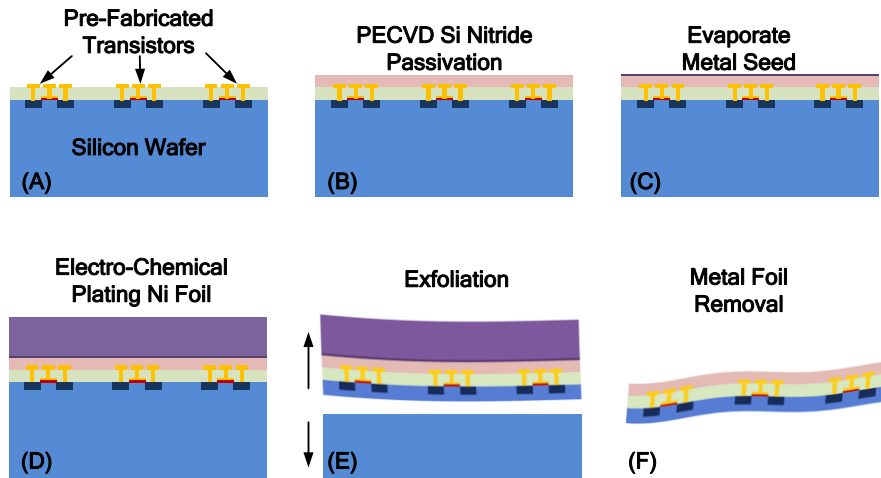 Pre-Fabricated
Transistors
Silicon Wafer
(A)
PECVD Si Nitride
Passivation
(B)
Evaporate
Metal Seed
(C)
Electro-Chemical
Plating Ni Foil
(D)
Exfoliation
(E)
Metal Foil
Removal
(F)